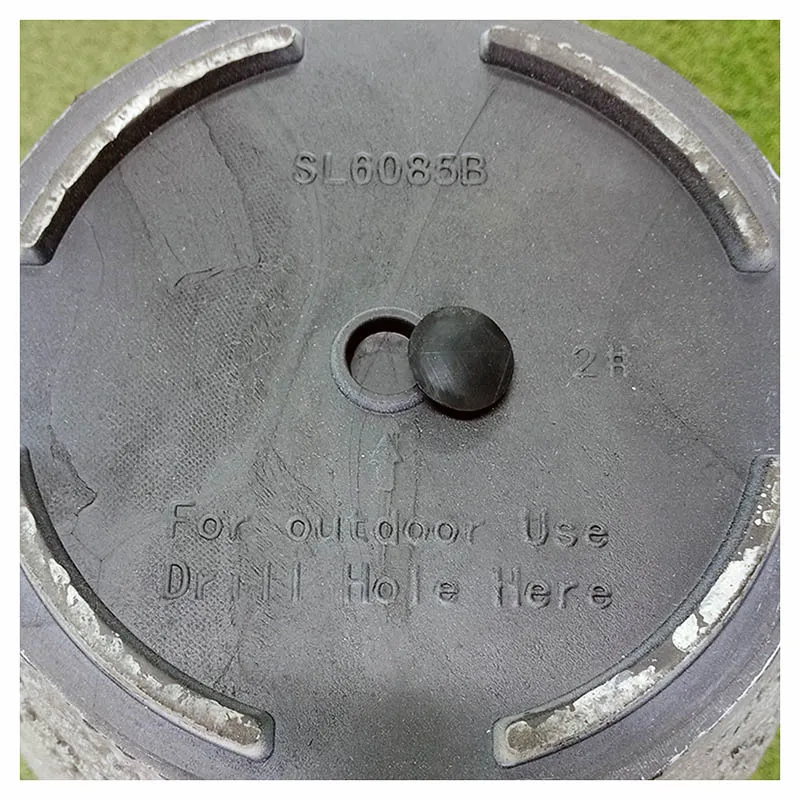 SL6085B
2#
For outdoor Use
Drill Hole Here